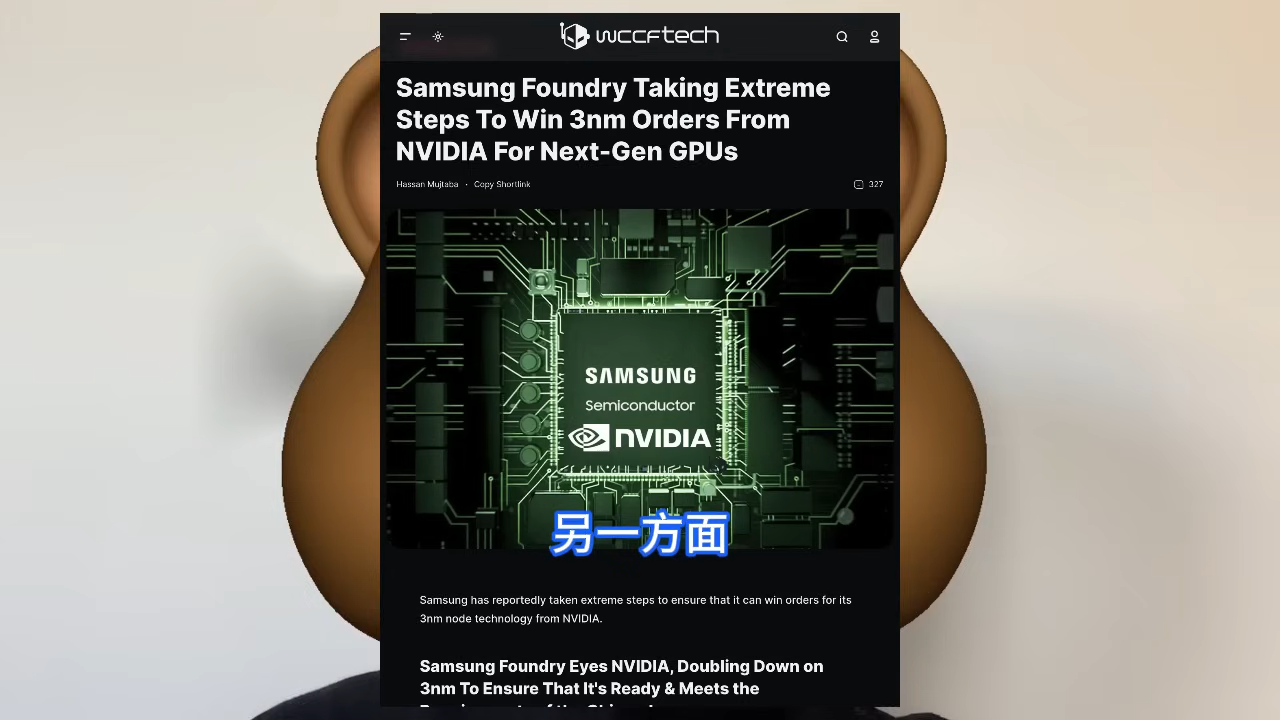 wccftech
Samsung Foundry Taking Extreme
Steps To Win 3nm Orders From
NVIDIA For Next-Gen GPUs
Hassan Mujtaba · Copy Shortlink
327
SAMSUNG
Semiconductor
NVIDIA
另一方面
Samsung has reportedly taken extreme steps to ensure that it can win orders for its
3nm node technology from NVIDIA.
Samsung Foundry Eyes NVIDIA, Doubling Down on
3nm To Ensure That It's Ready & Meets the